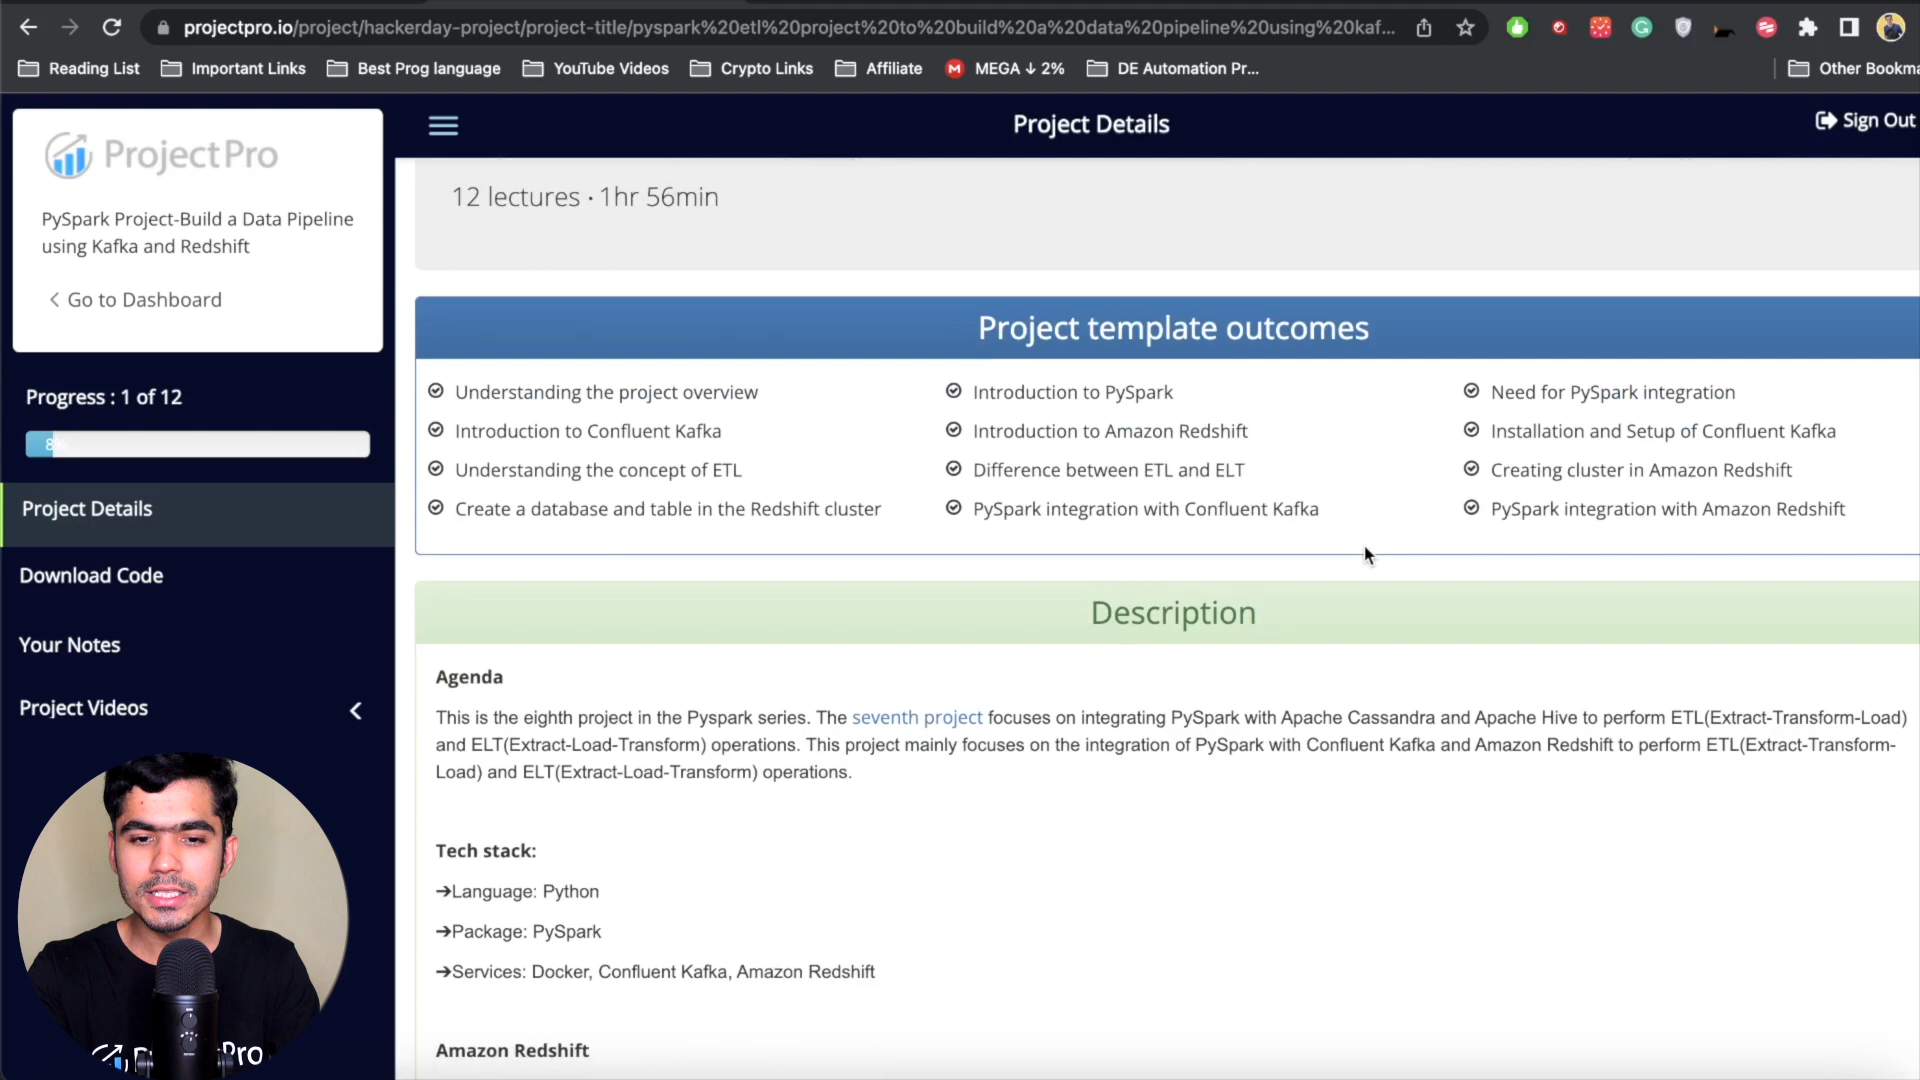 projectpro.io/project/hackerday-project/project-title/pyspark%20etl%20project%20to%20build%20a%20data%20pipeline%20using%20kaf...
Reading List
Important Links
Best Prog language
YouTube Videos
Crypto Links
Affiliate
MEGA ↓ 2%
DE Automation Pr...
Other Bookma
ProjectPro
PySpark Project-Build a Data Pipeline
using Kafka and Redshift
Go to Dashboard
Progress : 1 of 12
8%
Project Details
Download Code
Your Notes
Project Videos
Project Details
Sign Out
12 lectures · 1hr 56min
Project template outcomes
Understanding the project overview
Introduction to PySpark
Need for PySpark integration
Introduction to Confluent Kafka
Introduction to Amazon Redshift
Installation and Setup of Confluent Kafka
Understanding the concept of ETL
Difference between ETL and ELT
Creating cluster in Amazon Redshift
Create a database and table in the Redshift cluster
PySpark integration with Confluent Kafka
PySpark integration with Amazon Redshift
Description
Agenda
This is the eighth project in the Pyspark series. The seventh project focuses on integrating PySpark with Apache Cassandra and Apache Hive to perform ETL(Extract-Transform-Load)
and ELT(Extract-Load-Transform) operations. This project mainly focuses on the integration of PySpark with Confluent Kafka and Amazon Redshift to perform ETL(Extract-Transform-
Load) and ELT(Extract-Load-Transform) operations.
Tech stack:
➔Language: Python
➔Package: PySpark
➔Services: Docker, Confluent Kafka, Amazon Redshift
Amazon Redshift